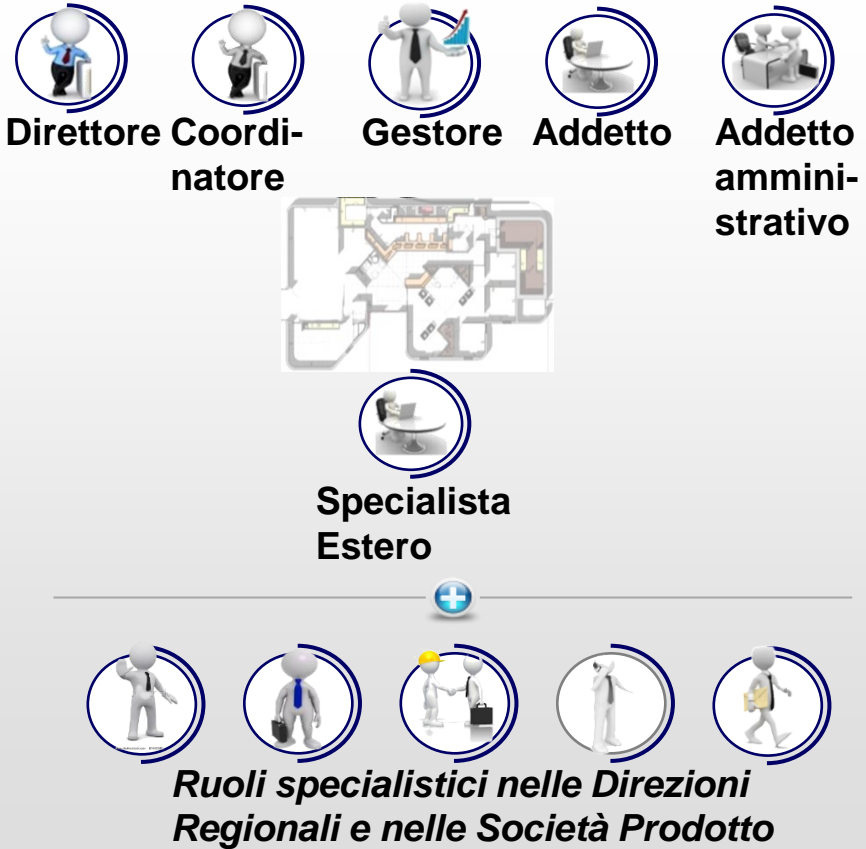 Direttore Coordi-
natore
Gestore
Addetto
Addetto
ammini-
strativo
Specialista
Estero
Ruoli specialistici nelle Direzioni
Regionali e nelle Società Prodotto